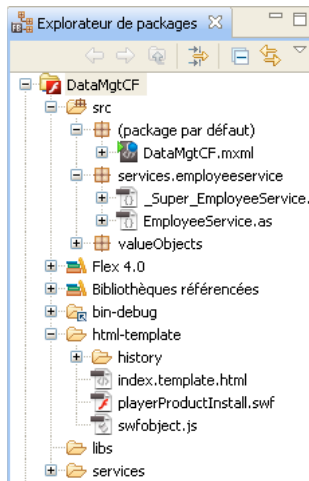 Explorateur de packages
DataMgtCF
src
(package par défaut)
DataMgtCF.mxml
services.employeeservice
_Super_EmployeeService.
EmployeeService.as
valueObjects
Flex 4.0
Bibliothèques référencées
bin-debug
html-template
history
index.template.html
playerProductInstall.swf
swfobject.js
libs
services